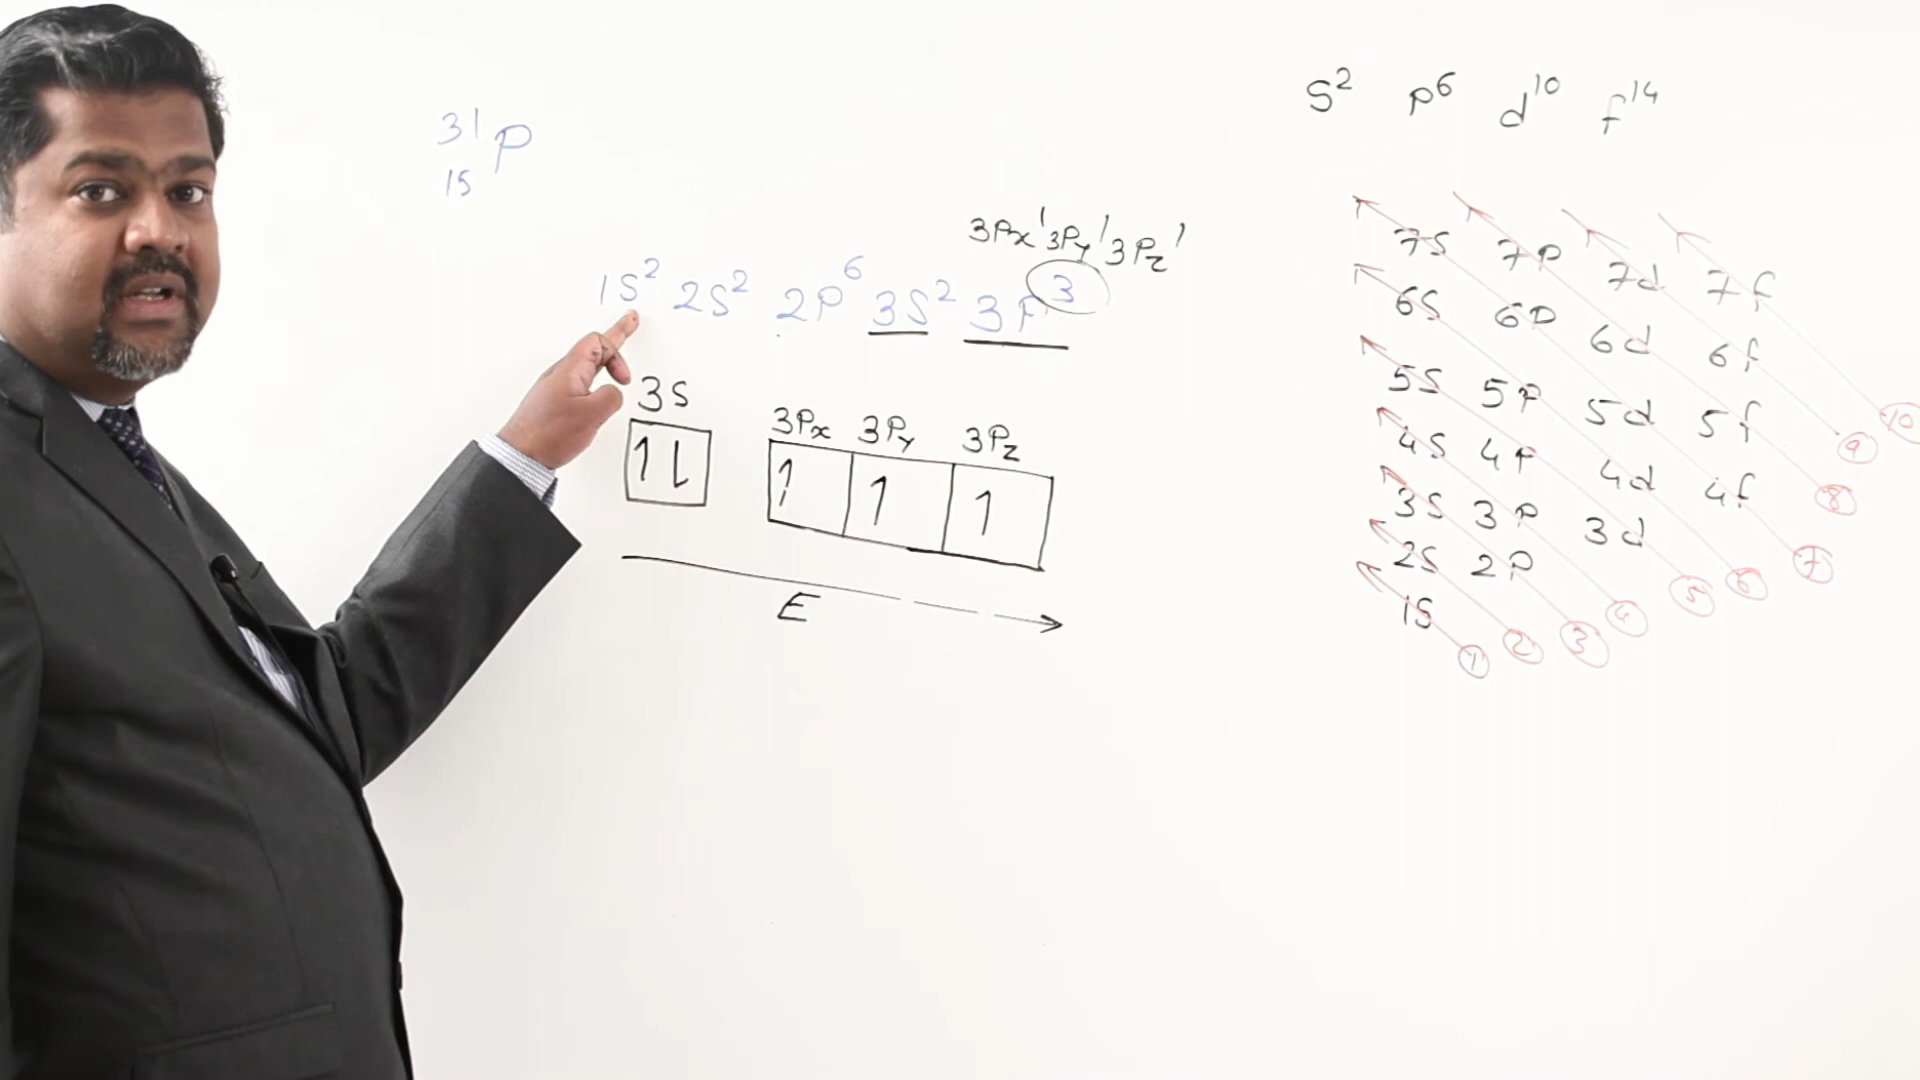 31
15 P
3Px¹ 3Py¹ 3Pz¹
1S² 2S² 2P⁶ 3S² 3P³
3S
3Px 3Py 3Pz
1 1
1 1 1
E
S² P⁶ d¹⁰ f¹⁴
7S 7P 7d 7f
6S 6P 6d 6f
5S 5P 5d 5f
4S 4P 4d 4f
3S 3P 3d
2S 2P
1S
1 2 3 4 5 6 7 8 9 10